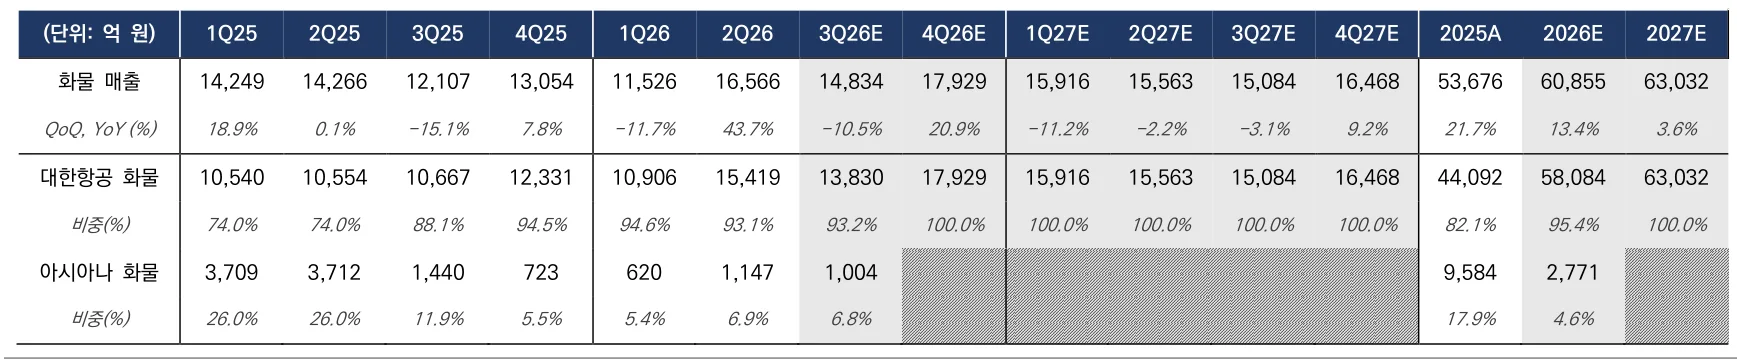 (단위: 억 원) 1Q25 2Q25 3Q25 4Q25 1Q26 2Q26 3Q26E 4Q26E 1Q27E 2Q27E 3Q27E 4Q27E 2025A 2026E 2027E
화물 매출 14,249 14,266 12,107 13,054 11,526 16,566 14,834 17,929 15,916 15,563 15,084 16,468 53,676 60,855 63,032
QoQ, YoY (%) 18.9% 0.1% -15.1% 7.8% -11.7% 43.7% -10.5% 20.9% -11.2% -2.2% -3.1% 9.2% 21.7% 13.4% 3.6%
대한항공 화물 10,540 10,554 10,667 12,331 10,906 15,419 13,830 17,929 15,916 15,563 15,084 16,468 44,092 58,084 63,032
비중(%) 74.0% 74.0% 88.1% 94.5% 94.6% 93.1% 93.2% 100.0% 100.0% 100.0% 100.0% 100.0% 82.1% 95.4% 100.0%
아시아나 화물 3,709 3,712 1,440 723 620 1,147 1,004 9,584 2,771
비중(%) 26.0% 26.0% 11.9% 5.5% 5.4% 6.9% 6.8% 17.9% 4.6%